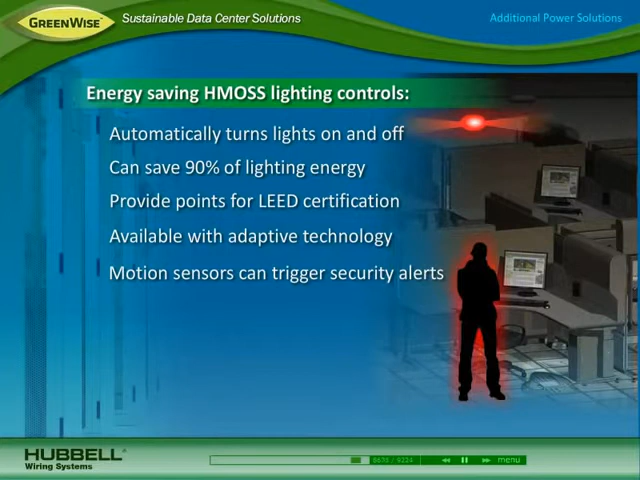 GREENWISE
Sustainable Data Center Solutions
Additional Power Solutions
Energy saving HMOSS lighting controls:
Automatically turns lights on and off
Can save 90% of lighting energy
Provide points for LEED certification
Available with adaptive technology
Motion sensors can trigger security alerts
HUBBELL
Wiring Systems
menu